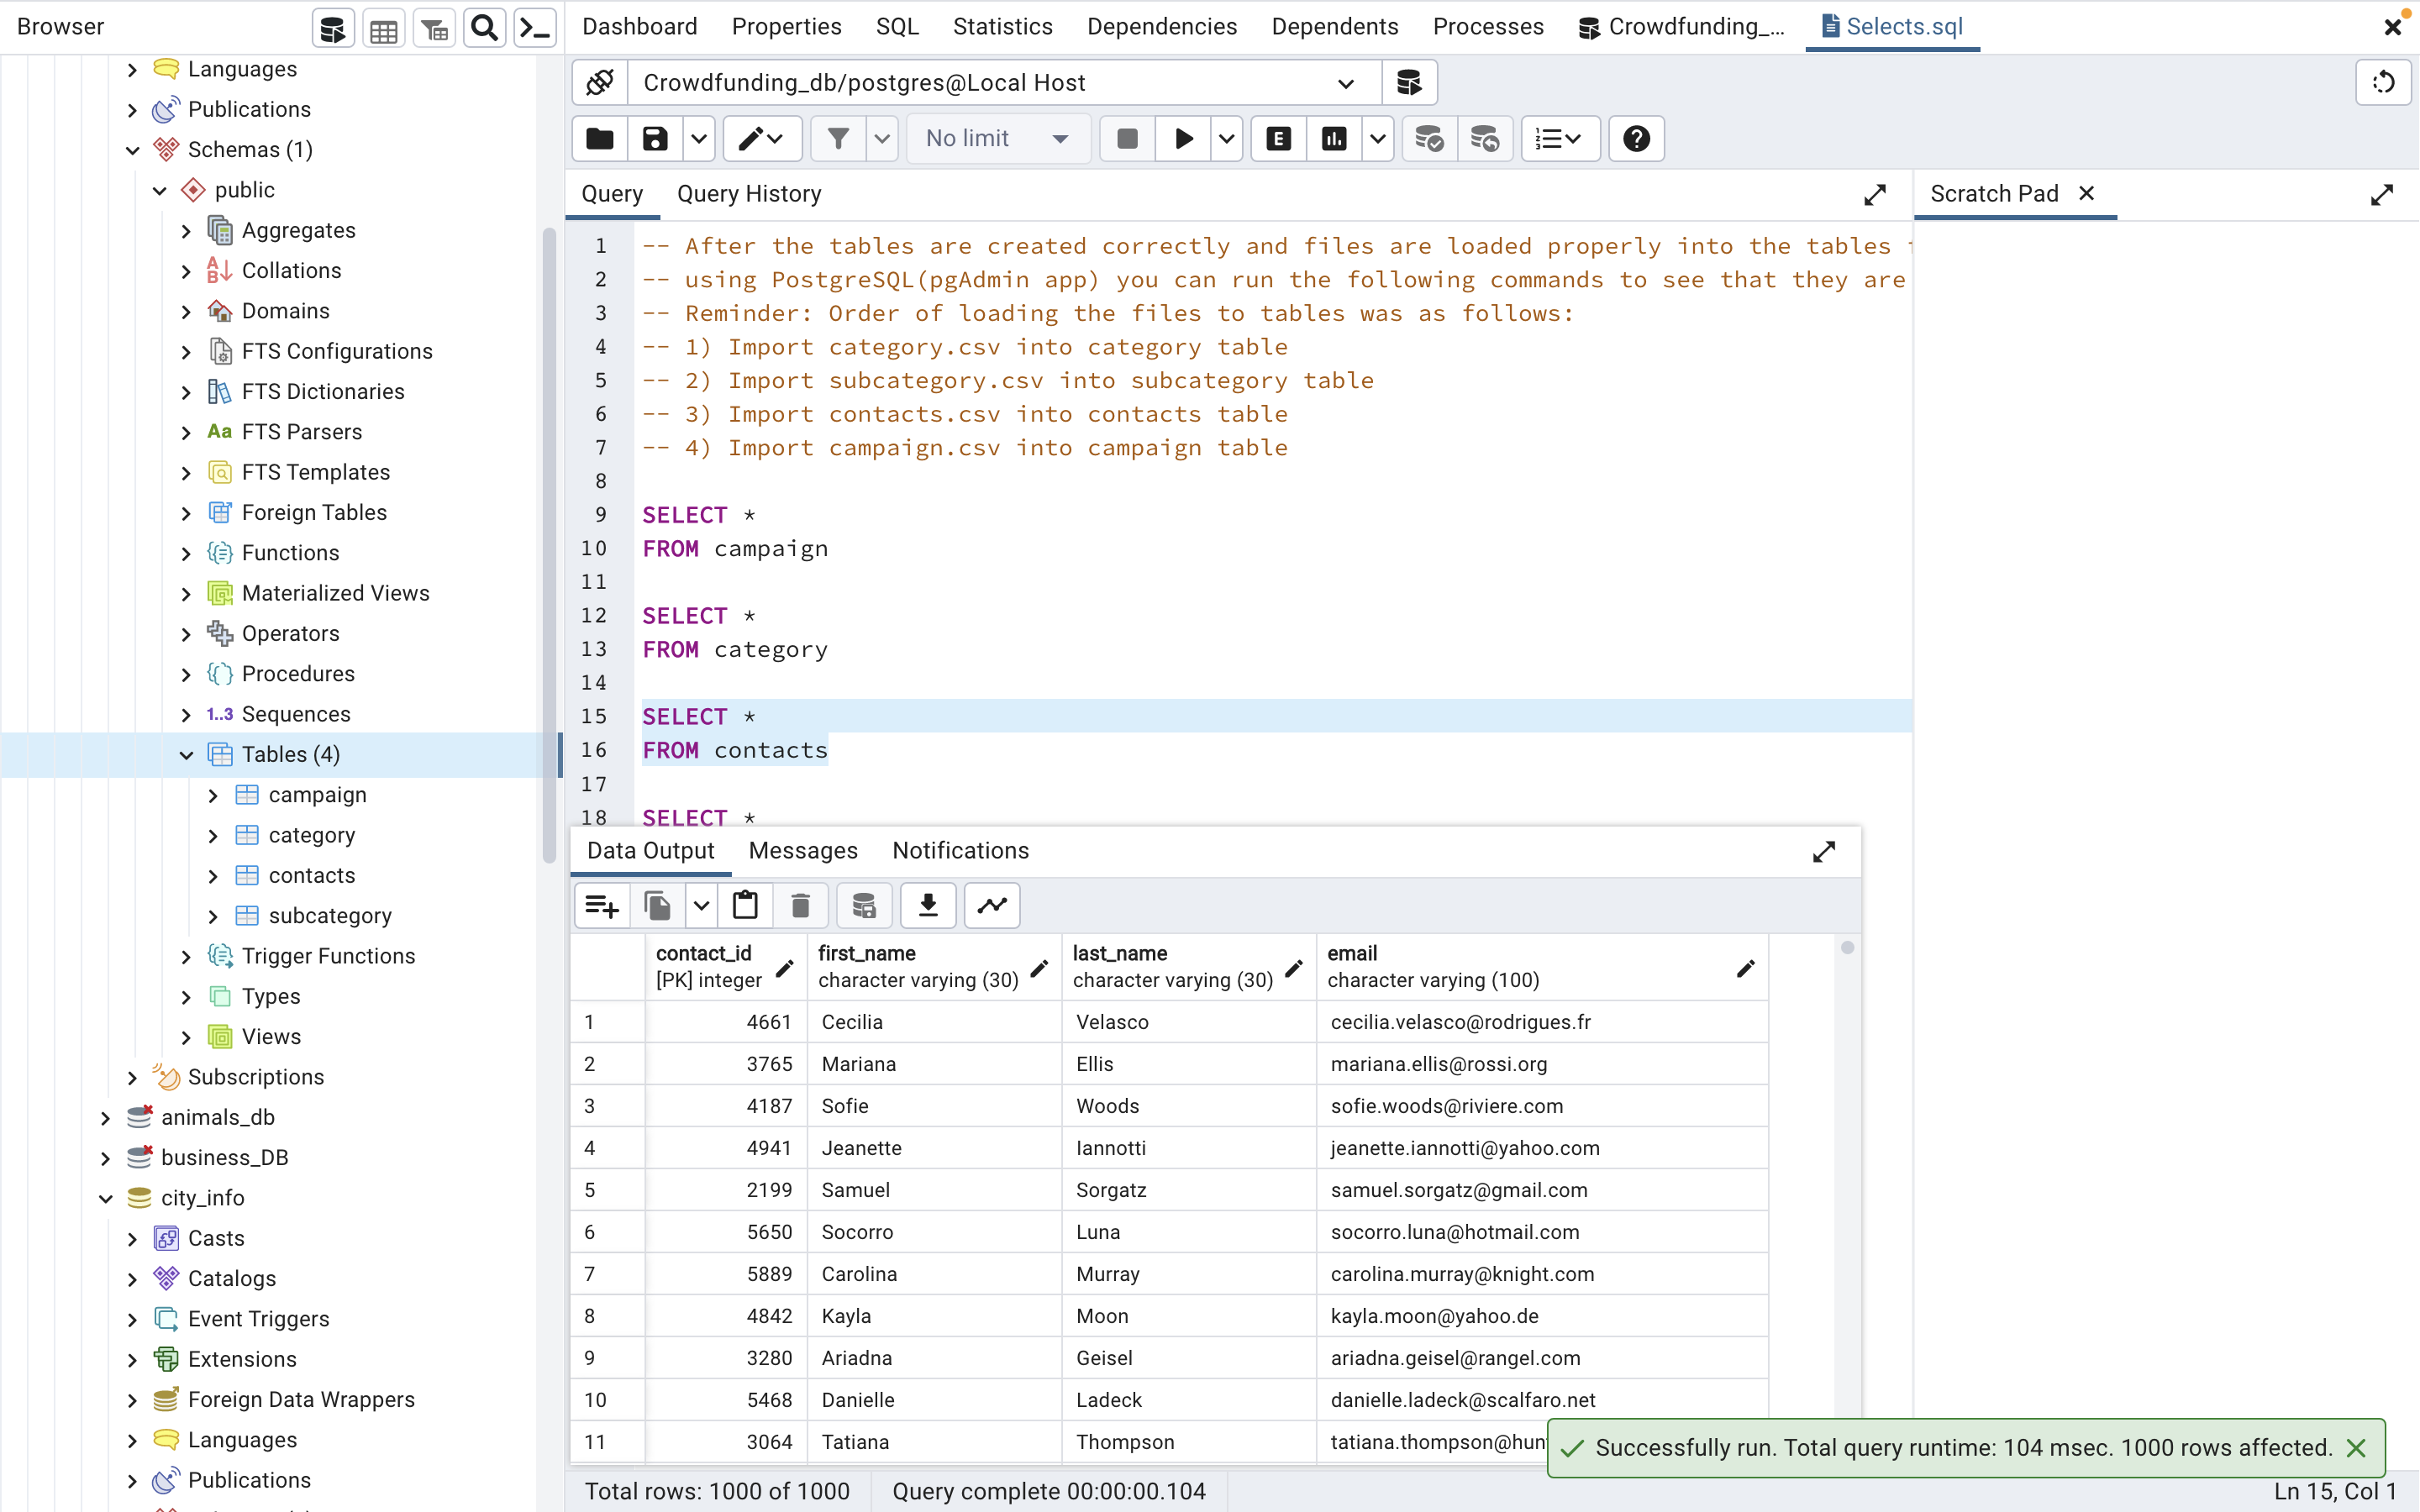 Browser
Dashboard Properties SQL Statistics Dependencies Dependents Processes Crowdfunding_... Selects.sql
Languages
Publications
Schemas (1)
public
Aggregates
Collations
Domains
FTS Configurations
FTS Dictionaries
Aa FTS Parsers
FTS Templates
Foreign Tables
Functions
Materialized Views
Operators
Procedures
1..3 Sequences
Tables (4)
campaign
category
contacts
subcategory
Trigger Functions
Types
Views
Subscriptions
animals_db
business_DB
city_info
Casts
Catalogs
Event Triggers
Extensions
Foreign Data Wrappers
Languages
Publications
Crowdfunding_db/postgres@Local Host
No limit
E
Query Query History
Scratch Pad
1 -- After the tables are created correctly and files are loaded properly into the tables
2 -- using PostgreSQL(pgAdmin app) you can run the following commands to see that they are
3 -- Reminder: Order of loading the files to tables was as follows:
4 -- 1) Import category.csv into category table
5 -- 2) Import subcategory.csv into subcategory table
6 -- 3) Import contacts.csv into contacts table
7 -- 4) Import campaign.csv into campaign table
8
9 SELECT *
10 FROM campaign
11
12 SELECT *
13 FROM category
14
15 SELECT *
16 FROM contacts
17
18 SELECT *
Data Output Messages Notifications
contact_id first_name last_name email
[PK] integer character varying (30) character varying (30) character varying (100)
1 4661 Cecilia Velasco cecilia.velasco@rodrigues.fr
2 3765 Mariana Ellis mariana.ellis@rossi.org
3 4187 Sofie Woods sofie.woods@riviere.com
4 4941 Jeanette Iannotti jeanette.iannotti@yahoo.com
5 2199 Samuel Sorgatz samuel.sorgatz@gmail.com
6 5650 Socorro Luna socorro.luna@hotmail.com
7 5889 Carolina Murray carolina.murray@knight.com
8 4842 Kayla Moon kayla.moon@yahoo.de
9 3280 Ariadna Geisel ariadna.geisel@rangel.com
10 5468 Danielle Ladeck danielle.ladeck@scalfaro.net
11 3064 Tatiana Thompson tatiana.thompson@hun
Successfully run. Total query runtime: 104 msec. 1000 rows affected.
Total rows: 1000 of 1000 Query complete 00:00:00.104 Ln 15, Col 1